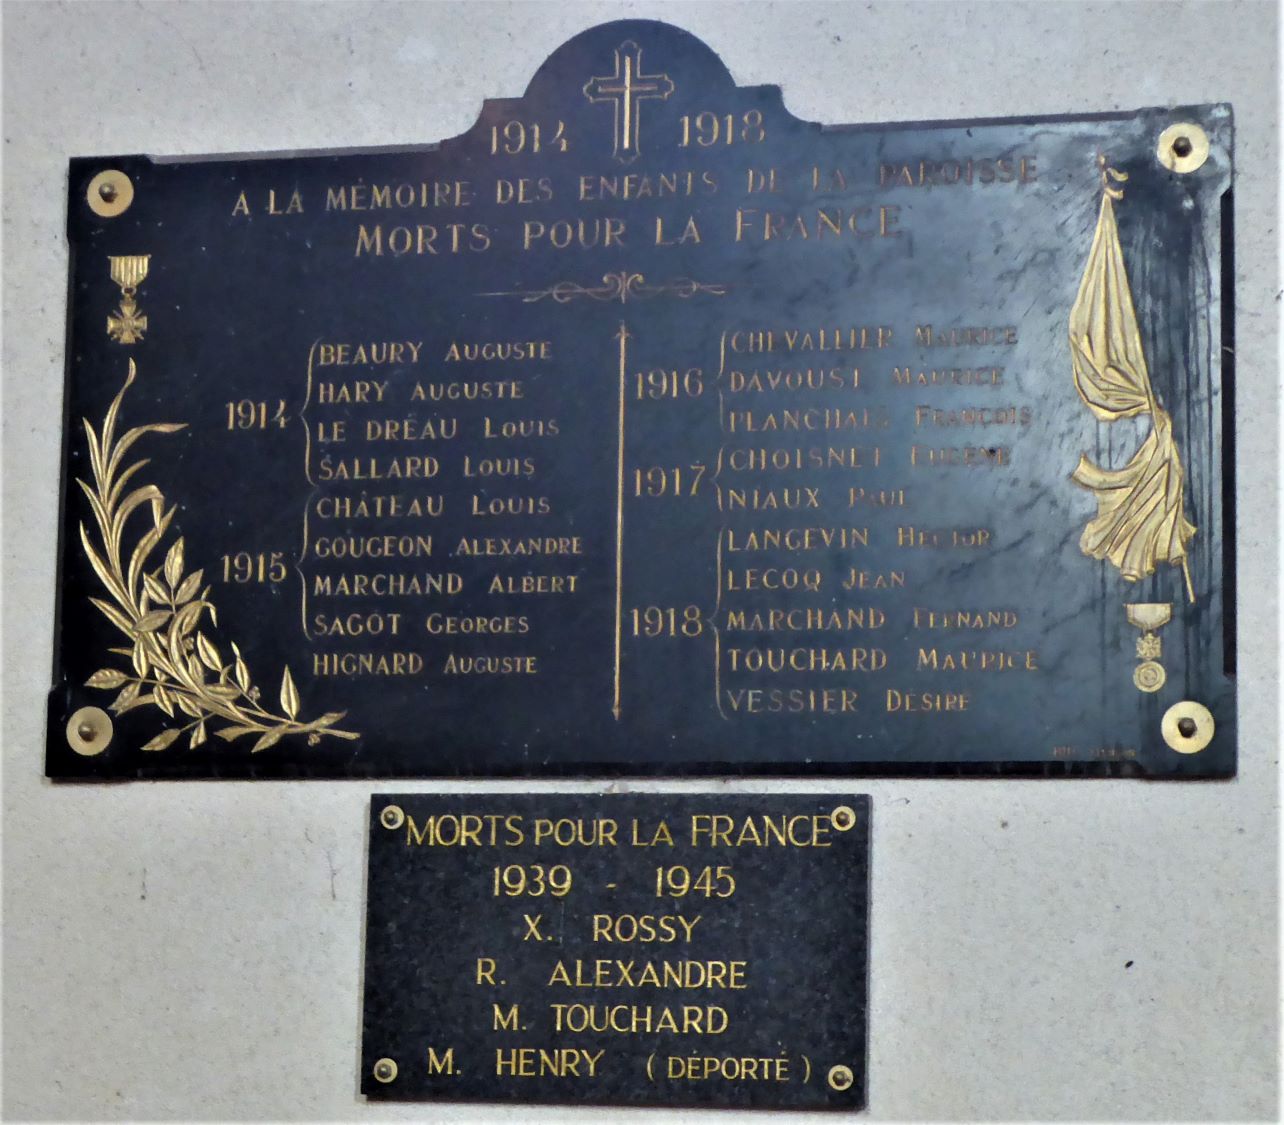 1914 1918
A LA MÉMOIRE DES ENFANTS DE LA PAROISSE
MORTS POUR LA FRANCE
1914
BEAURY AUGUSTE
HARY AUGUSTE
LE DRÉAU LOUIS
SALLARD LOUIS
1915
CHÂTEAU LOUIS
GOUGEON ALEXANDRE
MARCHAND ALBERT
SAGOT GEORGES
HIGNARD AUGUSTE
1916
CHEVALLIER MAURICE
DAVOUST MAURICE
PLANCHAIS FRANÇOIS
1917
CHOISNET EUGÈNE
NIAUX PAUL
1918
LANGEVIN HECTOR
LECOQ JEAN
MARCHAND FERNAND
TOUCHARD MAURICE
VESSIER DÉSIRÉ
MORTS POUR LA FRANCE
1939 - 1945
X. ROSSY
R. ALEXANDRE
M. TOUCHARD
M. HENRY (DÉPORTÉ)